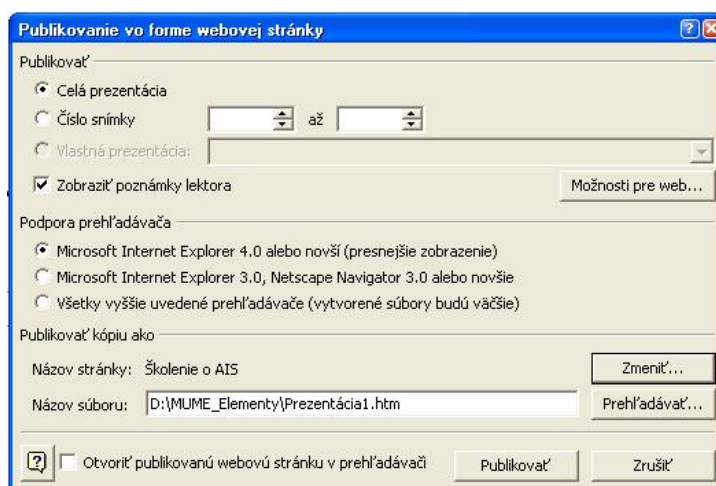 Publikovanie vo forme webovej stránky
Publikovať
Celá prezentácia
Číslo snímky až
Vlastná prezentácia:
Zobraziť poznámky lektora Možnosti pre web...
Podpora prehľadávača
Microsoft Internet Explorer 4.0 alebo novší (presnejšie zobrazenie)
Microsoft Internet Explorer 3.0, Netscape Navigator 3.0 alebo novšie
Všetky vyššie uvedené prehľadávače (vytvorené súbory budú väčšie)
Publikovať kópiu ako
Názov stránky: Školenie o AIS Zmeniť...
Názov súboru: D:\MUME_Elementy\Prezentácia1.htm Prehľadávať...
Otvoriť publikovanú webovú stránku v prehľadávači Publikovať Zrušiť